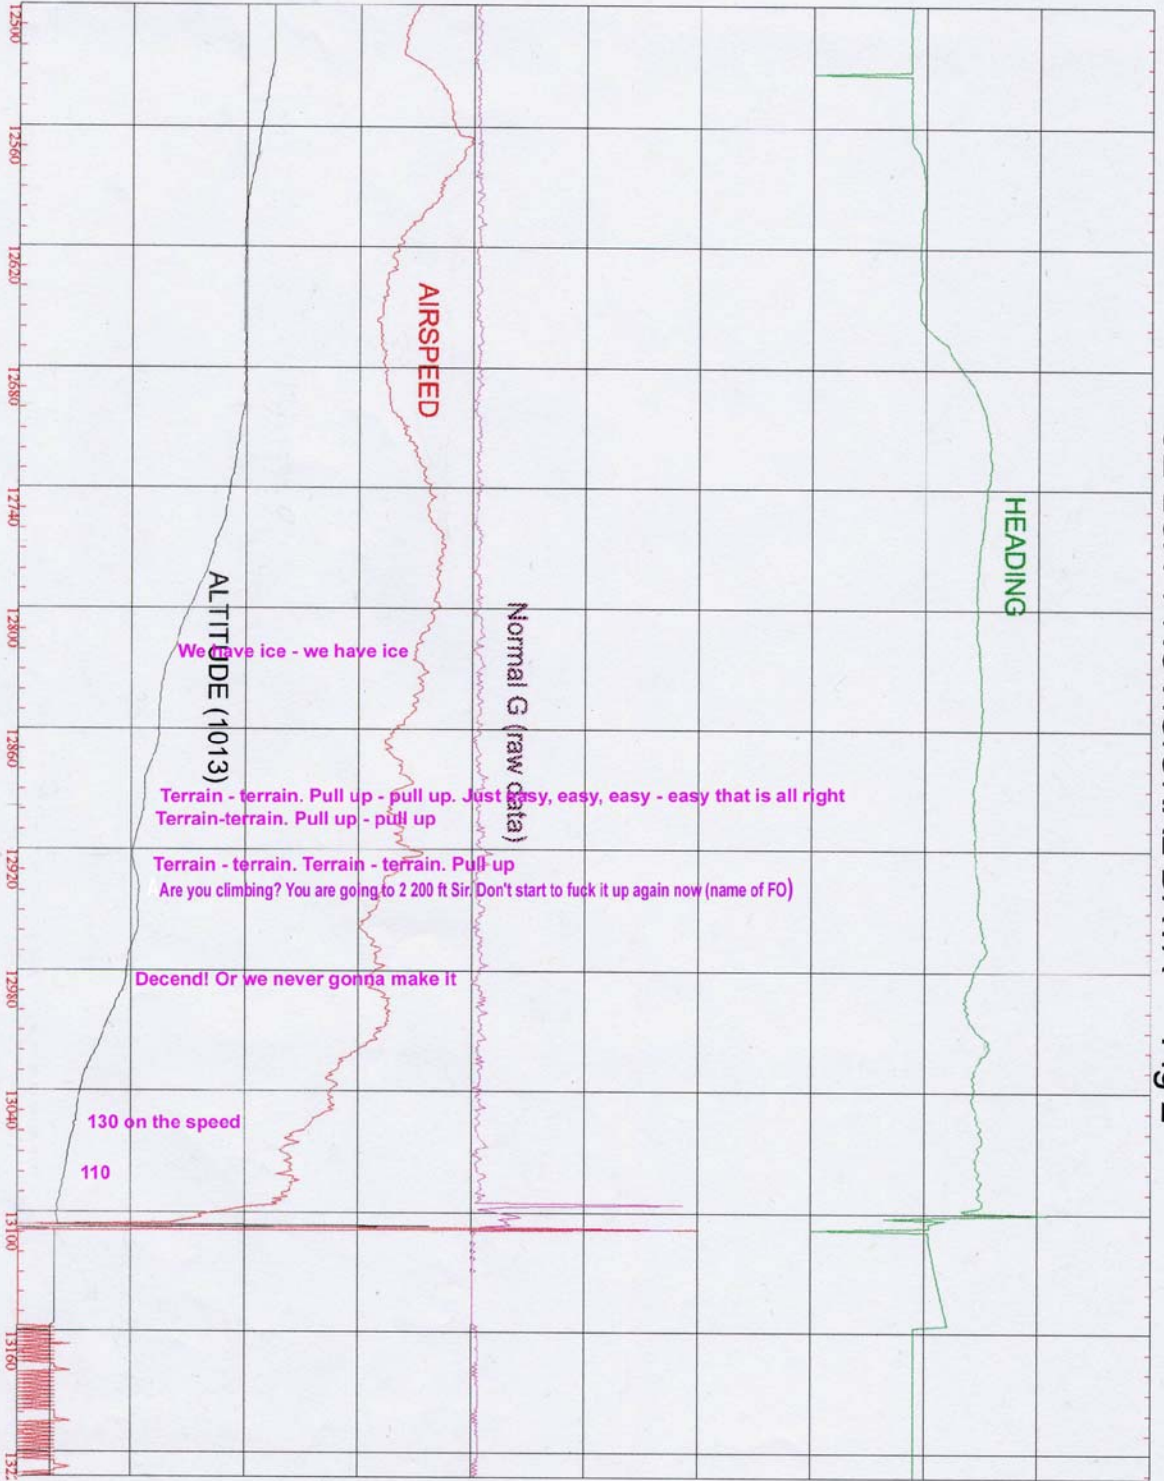 12500
12560
12620
12680
12740
12800
12860
12920
12980
13040
13100
13160
AIRSPEED
HEADING
ALTITUDE (1013)
Normal G (raw data)
We have ice - we have ice
Terrain - terrain. Pull up - pull up. Just easy, easy, easy - easy that is all right
Terrain-terrain. Pull up - pull up
Terrain - terrain. Terrain - terrain. Pull up
Are you climbing? You are going to 2 200 ft Sir. Don't start to fuck it up again now (name of FO)
Decend! Or we never gonna make it
130 on the speed
110